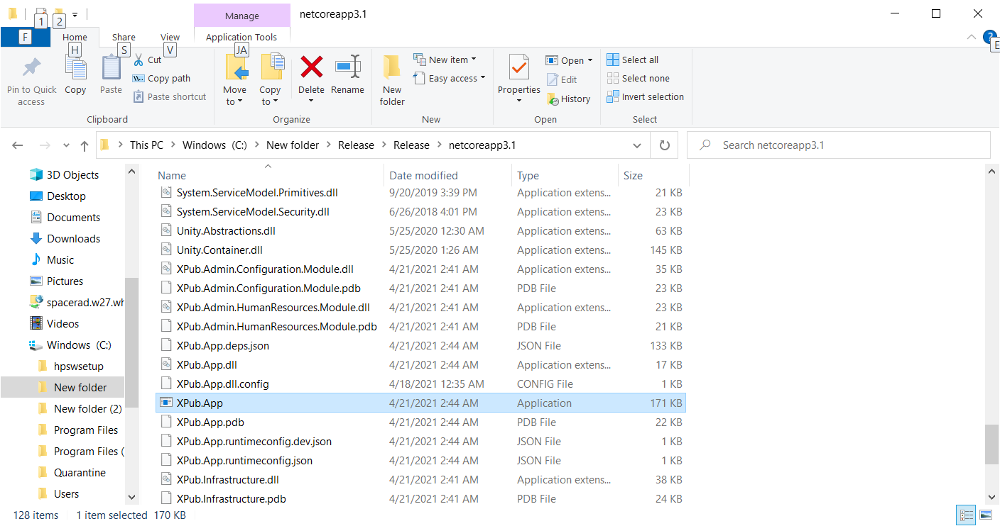 1 2 Manage netcoreapp3.1
F Home Share View Application Tools ?
H S V JA E
Pin to Quick access
Copy
Paste
Cut
Copy path
Paste shortcut
Clipboard
Move to
Copy to
Delete
Rename
Organize
New folder
New item
Easy access
New
Properties
Open
Edit
History
Open
Select all
Select none
Invert selection
Select
This PC > Windows (C:) > New folder > Release > Release > netcoreapp3.1
Search netcoreapp3.1
3D Objects
Desktop
Documents
Downloads
Music
Pictures
spacerad.w27.wh
Videos
Windows (C:)
hpswsetup
New folder
New folder (2)
Program Files
Program Files (
Quarantine
Users
Name Date modified Type Size
System.ServiceModel.Primitives.dll 9/20/2019 3:39 PM Application extens... 21 KB
System.ServiceModel.Security.dll 6/26/2018 4:01 PM Application extens... 23 KB
Unity.Abstractions.dll 5/25/2020 12:30 AM Application extens... 63 KB
Unity.Container.dll 5/25/2020 1:26 AM Application extens... 145 KB
XPub.Admin.Configuration.Module.dll 4/21/2021 2:41 AM Application extens... 35 KB
XPub.Admin.Configuration.Module.pdb 4/21/2021 2:41 AM PDB File 23 KB
XPub.Admin.HumanResources.Module.dll 4/21/2021 2:41 AM Application extens... 23 KB
XPub.Admin.HumanResources.Module.pdb 4/21/2021 2:41 AM PDB File 21 KB
XPub.App.deps.json 4/21/2021 2:44 AM JSON File 133 KB
XPub.App.dll 4/21/2021 2:44 AM Application extens... 17 KB
XPub.App.dll.config 4/18/2021 12:35 AM CONFIG File 1 KB
XPub.App 4/21/2021 2:44 AM Application 171 KB
XPub.App.pdb 4/21/2021 2:44 AM PDB File 22 KB
XPub.App.runtimeconfig.dev.json 4/21/2021 2:44 AM JSON File 1 KB
XPub.App.runtimeconfig.json 4/21/2021 2:44 AM JSON File 1 KB
XPub.Infrastructure.dll 4/21/2021 2:41 AM Application extens... 38 KB
XPub.Infrastructure.pdb 4/21/2021 2:41 AM PDB File 24 KB
128 items 1 item selected 170 KB